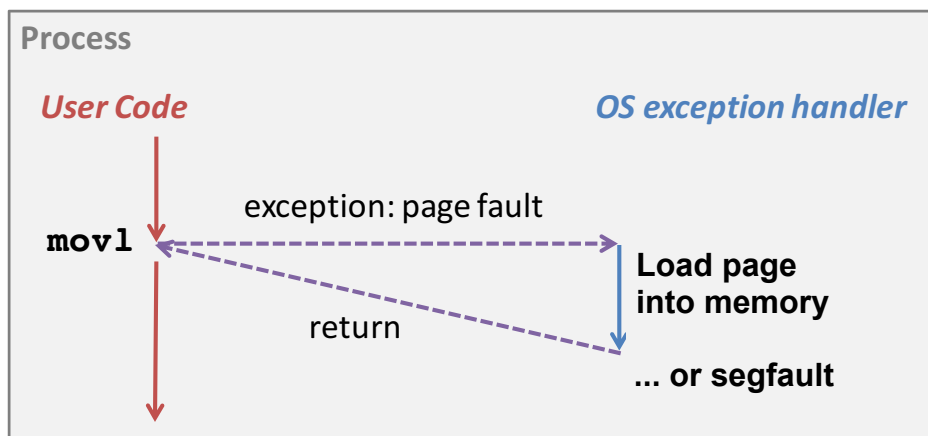 Process
User Code
OS exception handler
exception: page fault
movl
Load page
into memory
return
... or segfault